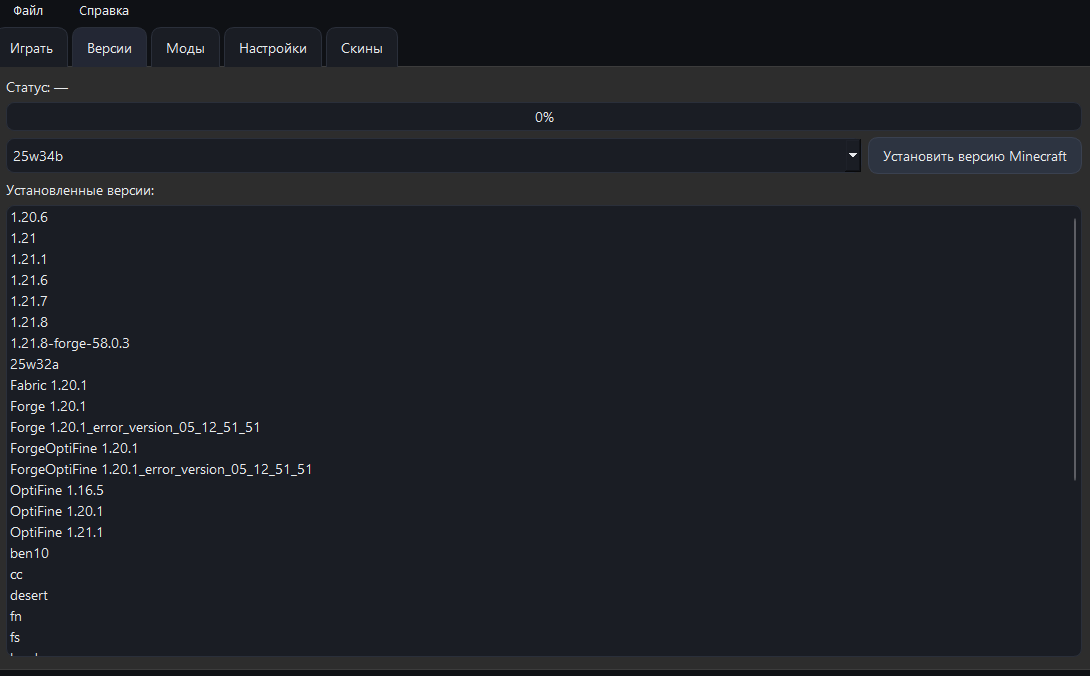 Файл Справка
Играть Версии Моды Настройки Скины
Статус: —
0%
25w34b Установить версию Minecraft
Установленные версии:
1.20.6
1.21
1.21.1
1.21.6
1.21.7
1.21.8
1.21.8-forge-58.0.3
25w32a
Fabric 1.20.1
Forge 1.20.1
Forge 1.20.1_error_version_05_12_51_51
ForgeOptiFine 1.20.1
ForgeOptiFine 1.20.1_error_version_05_12_51_51
OptiFine 1.16.5
OptiFine 1.20.1
OptiFine 1.21.1
ben10
cc
desert
fn
fs